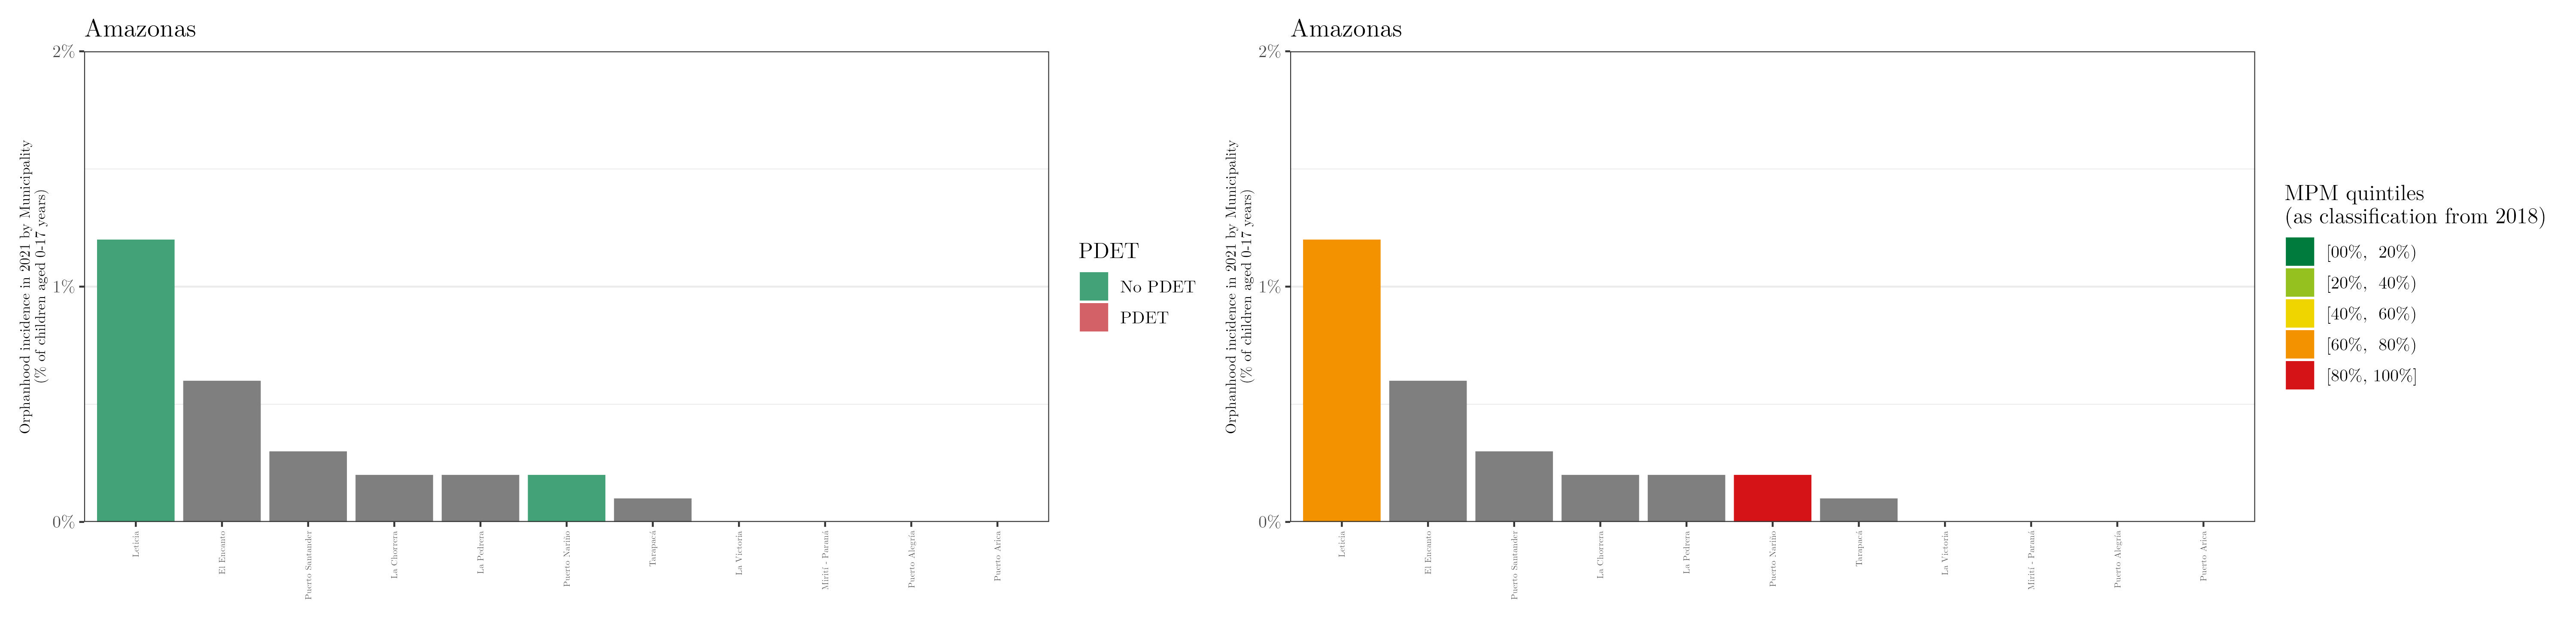 Amazonas
2%
1%
0%
Orphanhood incidence in 2021 by Municipality
(% of children aged 0-17 years)
Leticia
El Encanto
Puerto Santander
La Chorrera
La Pedrera
Puerto Nariño
Tarapacá
La Victoria
Mirití - Paraná
Puerto Alegría
Puerto Arica
PDET
No PDET
PDET
Amazonas
2%
1%
0%
Orphanhood incidence in 2021 by Municipality
(% of children aged 0-17 years)
Leticia
El Encanto
Puerto Santander
La Chorrera
La Pedrera
Puerto Nariño
Tarapacá
La Victoria
Mirití - Paraná
Puerto Alegría
Puerto Arica
MPM quintiles
(as classification from 2018)
[00%, 20%)
[20%, 40%)
[40%, 60%)
[60%, 80%)
[80%, 100%]